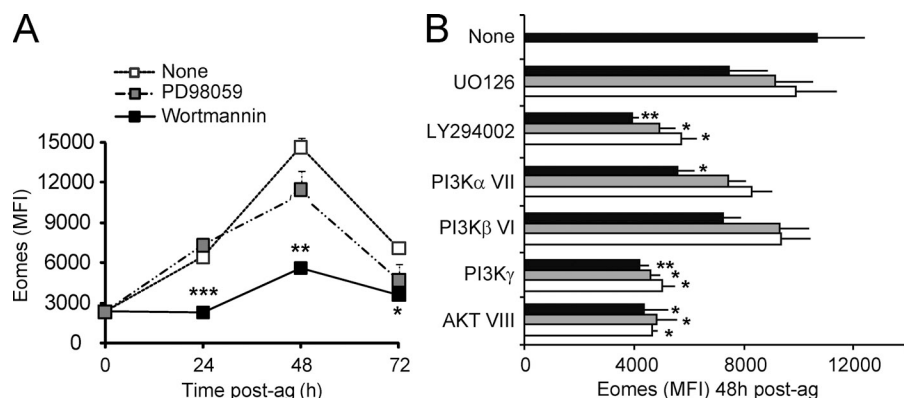 A
None
PD98059
Wortmannin
Eomes (MFI)
15000
12000
9000
6000
3000
0
***
**
*
0 24 48 72
Time post-ag (h)
B
None
UO126
LY294002
**
*
*
PI3Kα VII
*
PI3Kβ VI
PI3Kγ
**
*
*
AKT VIII
*
*
*
0 4000 8000 12000
Eomes (MFI) 48h post-ag